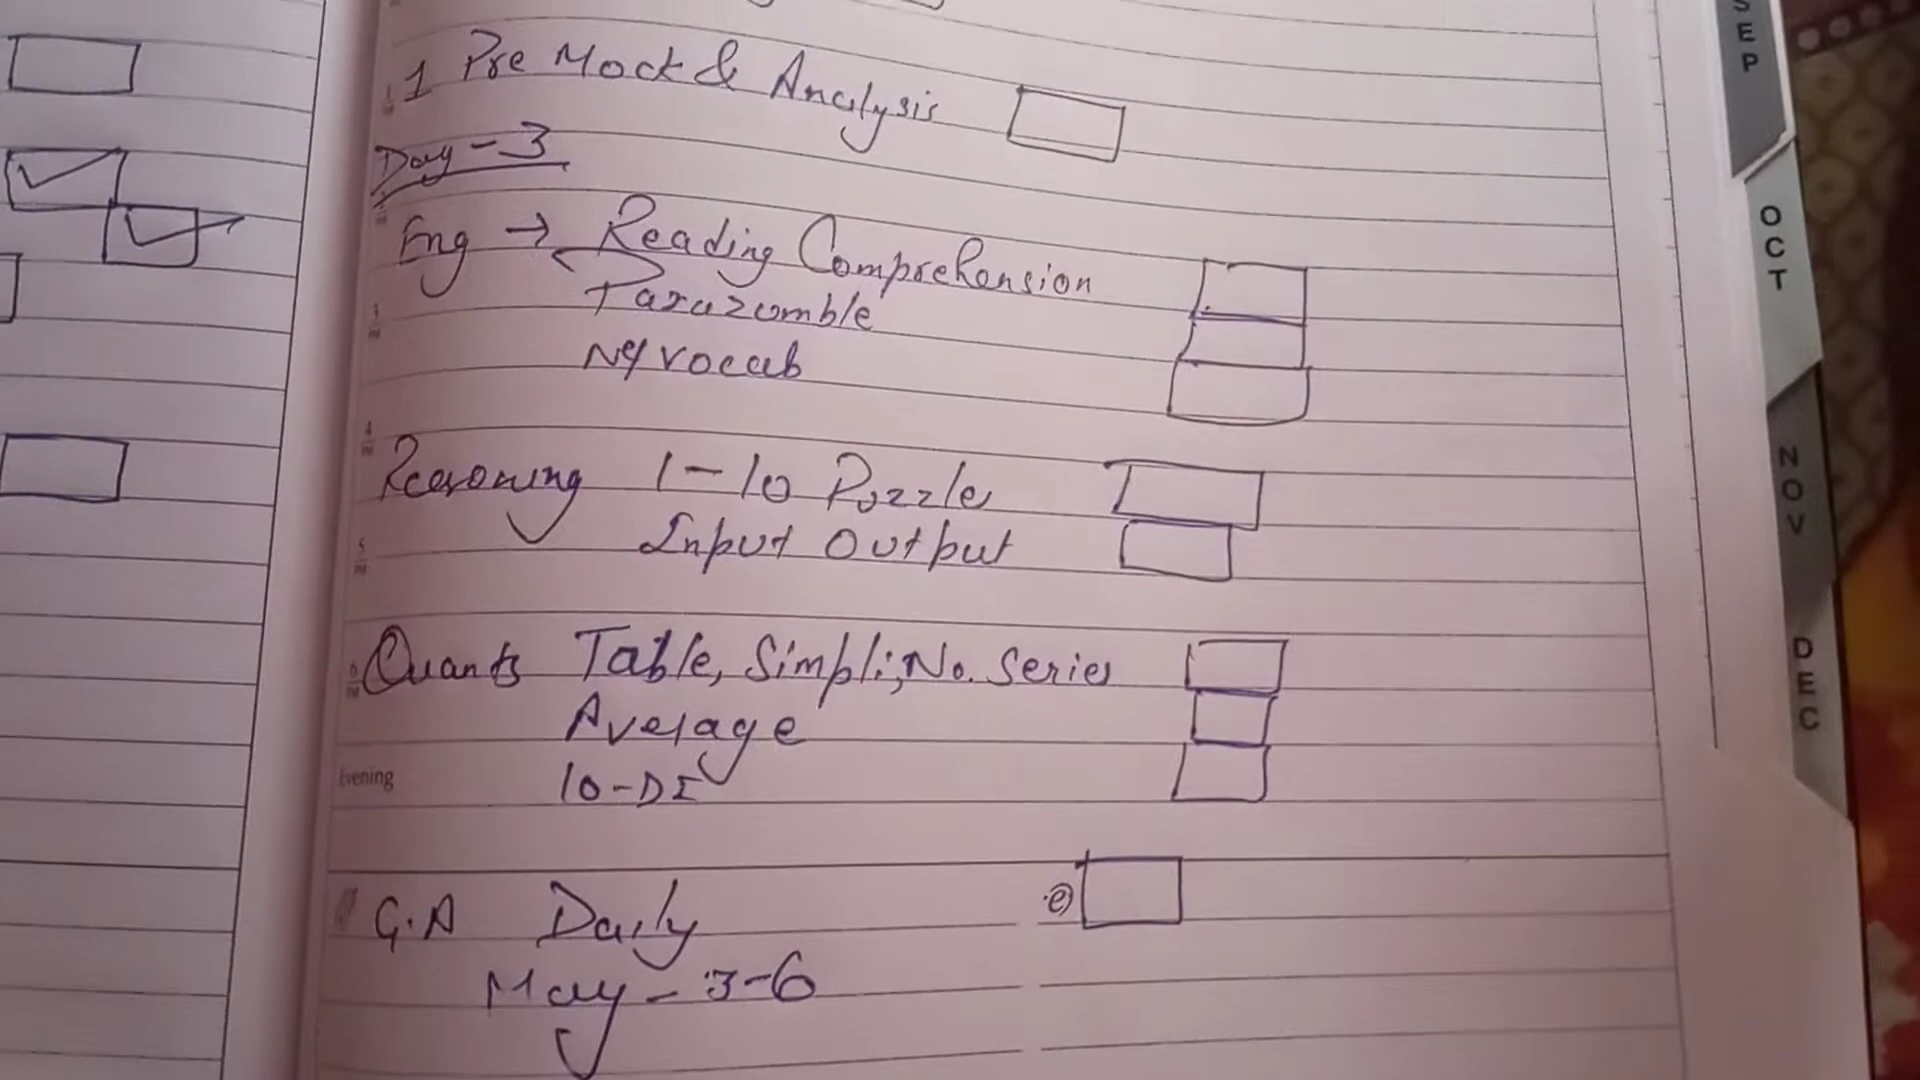 1 Pre Mock & Analysis
Day - 3
Eng → Reading Comprehension
Parazumble
vocab
Reasoning 1-10 Puzzle
Input Output
Quants Table, Simpli, No. Series
Average
Evening
10-DI
G.A Daily
May - 3-6
SEP
OCT
NOV
DEC